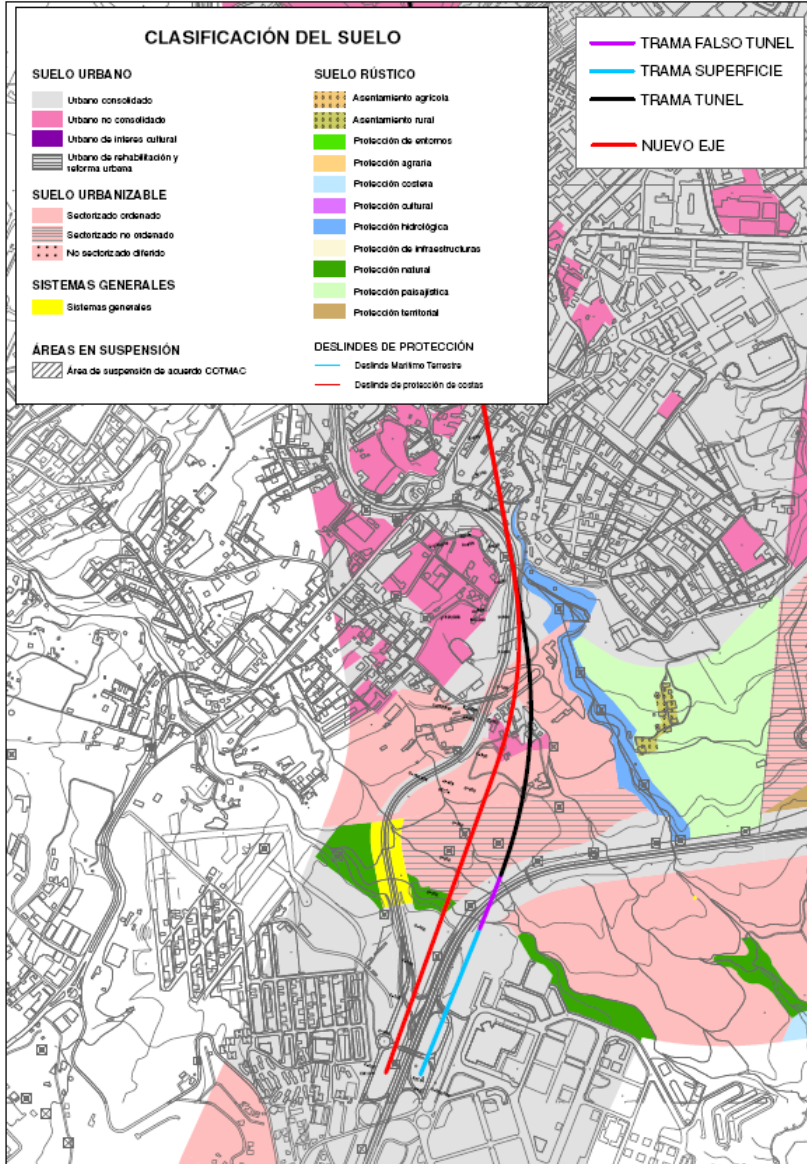 CLASIFICACIÓN DEL SUELO
SUELO URBANO
Urbano consolidado
Urbano no consolidado
Urbano de interes cultural
Urbano de rehabilitación y
reforma urbana
SUELO URBANIZABLE
Sectorizado ordenado
Sectorizado no ordenado
No sectorizado diferido
SISTEMAS GENERALES
Sistemas generales
ÁREAS EN SUSPENSIÓN
Área de suspensión de acuerdo COTMAC
SUELO RÚSTICO
Asentamiento agrícola
Asentamiento rural
Protección de entornos
Protección agraria
Protección costera
Protección cultural
Protección hidrológica
Protección de infraestructuras
Protección natural
Protección paisajística
Protección territorial
DESLINDES DE PROTECCIÓN
Deslinde Marítimo Terrestre
Deslinde de protección de costas
TRAMA FALSO TUNEL
TRAMA SUPERFICIE
TRAMA TUNEL
NUEVO EJE